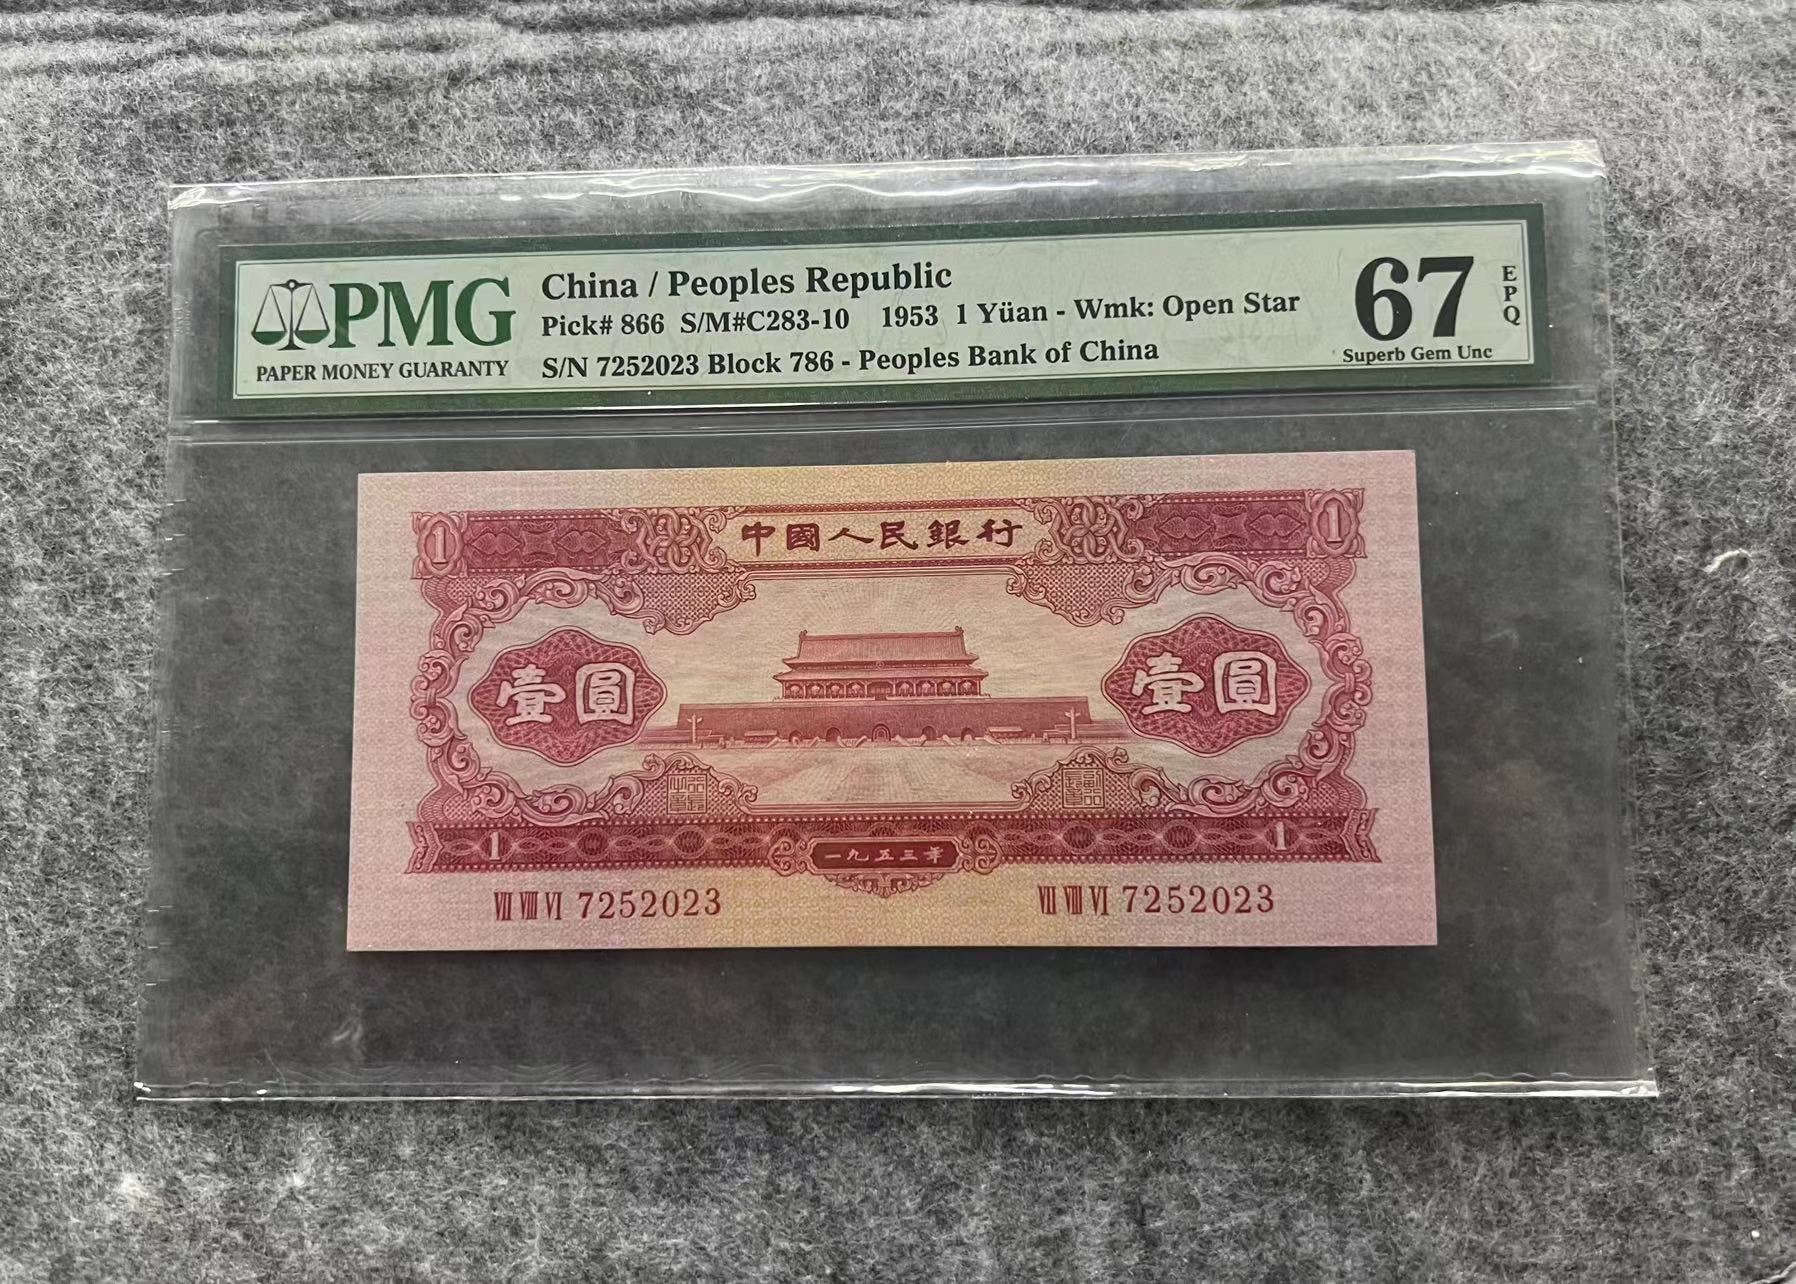 PMG
PAPER MONEY GUARANTY
China / Peoples Republic
Pick# 866 S/M#C283-10 1953 1 Yüan - Wmk: Open Star
S/N 7252023 Block 786 - Peoples Bank of China
67
Superb Gem Unc
EPQ
1 中國人民銀行 1
壹圓 壹圓
1 一九五三年 1
VII VIII VI 7252023 VII VIII VI 7252023